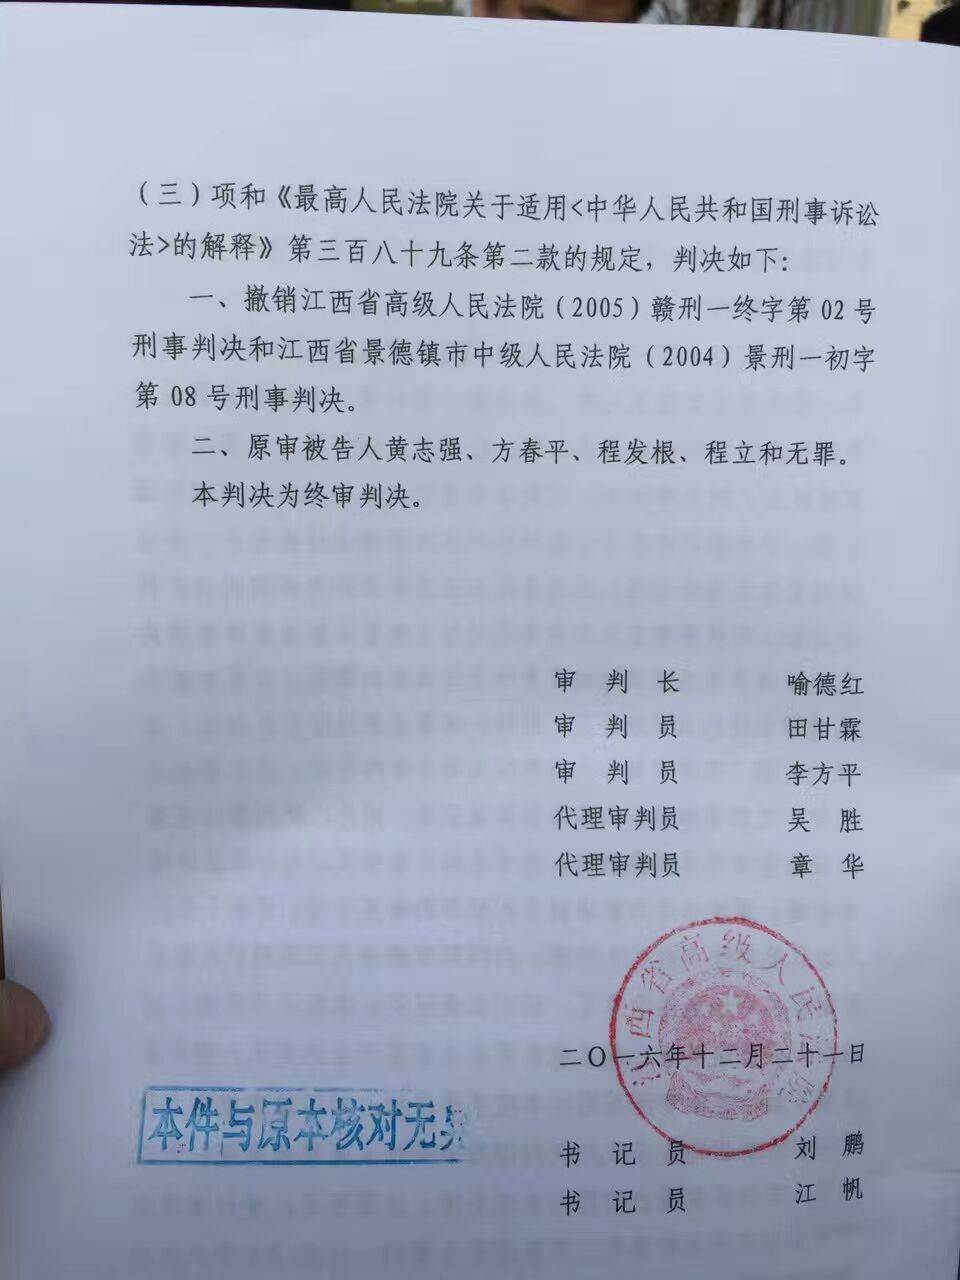 （三）项和《最高人民法院关于适用<中华人民共和国刑事诉讼
法>的解释》第三百八十九条第二款的规定，判决如下：
一、撤销江西省高级人民法院（2005）赣刑一终字第 02 号
刑事判决和江西省景德镇市中级人民法院（2004）景刑一初字
第 08 号刑事判决。
二、原审被告人黄志强、方春平、程发根、程立和无罪。
本判决为终审判决。
审 判 长 喻德红
审 判 员 田甘霖
审 判 员 李方平
代理审判员 吴 胜
代理审判员 章 华
江西省高级人民法院
二〇一六年十二月二十一日
本件与原本核对无异
书 记 员 刘 鹏
书 记 员 江 帆